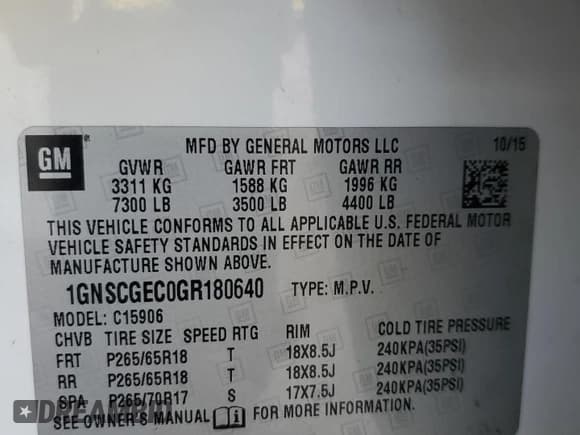 GM
MFD BY GENERAL MOTORS LLC 10/15
GVWR GAWR FRT GAWR RR
3311 KG 1588 KG 1996 KG
7300 LB 3500 LB 4400 LB
THIS VEHICLE CONFORMS TO ALL APPLICABLE U.S. FEDERAL MOTOR
VEHICLE SAFETY STANDARDS IN EFFECT ON THE DATE OF
MANUFACTURE SHOWN ABOVE.
1GNSCGEC0GR180640 TYPE: M.P.V.
MODEL: C15906
CHVB TIRE SIZE SPEED RTG RIM COLD TIRE PRESSURE
FRT P265/65R18 T 18X8.5J 240KPA(35PSI)
RR P265/65R18 T 18X8.5J 240KPA(35PSI)
SPA P265/70R17 S 17X7.5J 240KPA(35PSI)
SEE OWNER'S MANUAL FOR MORE INFORMATION.